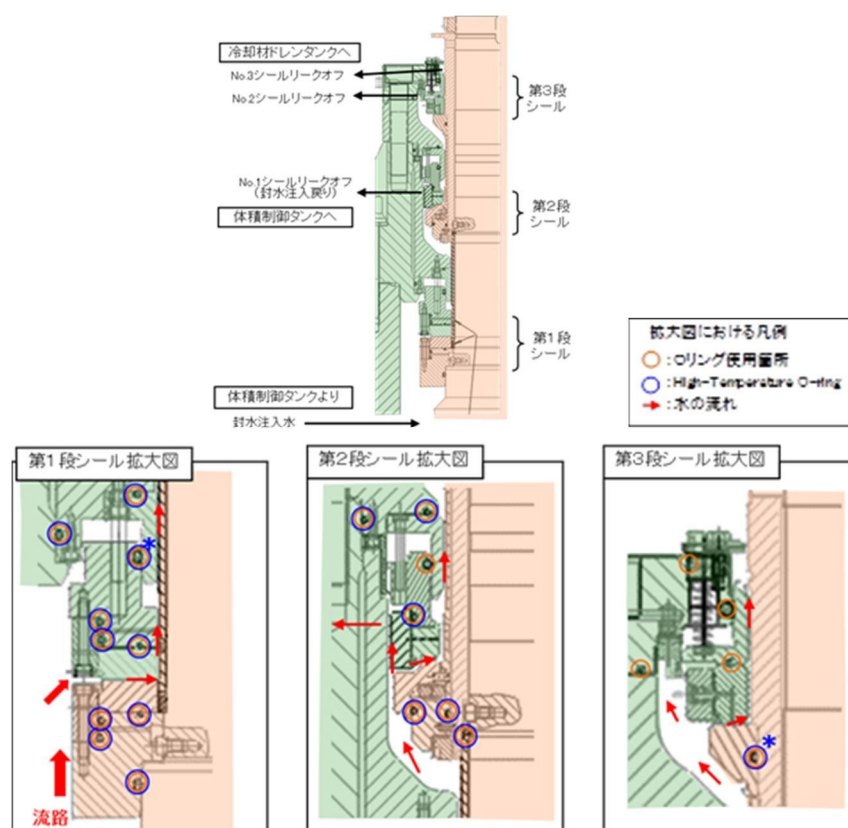 冷却材ドレンタンクへ
No.3シールリークオフ
No.2シールリークオフ
第3段
シール
No.1シールリークオフ
(封水注入戻り)
体積制御タンクへ
第2段
シール
第1段
シール
体積制御タンクより
封水注入水
拡大図における凡例
:Oリング使用箇所
:High-Temperature O-ring
:水の流れ
第1段シール拡大図
*
流路
第2段シール拡大図
第3段シール拡大図
*